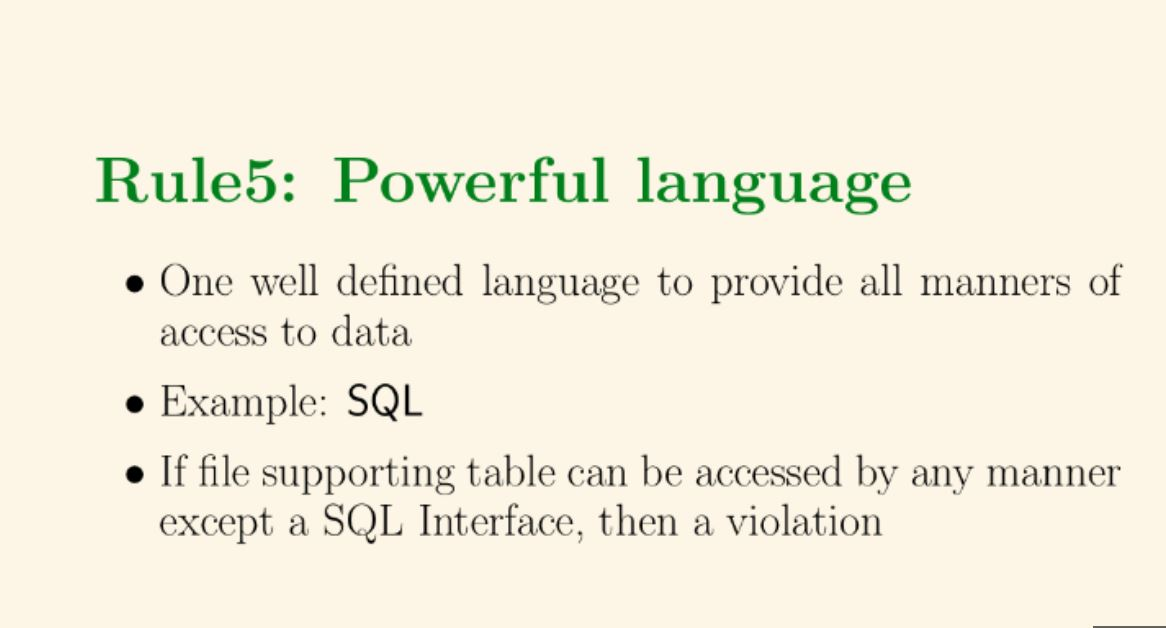 Rule5: Powerful language
• One well defined language to provide all manners of
access to data
• Example: SQL
• If file supporting table can be accessed by any manner
except a SQL Interface, then a violation